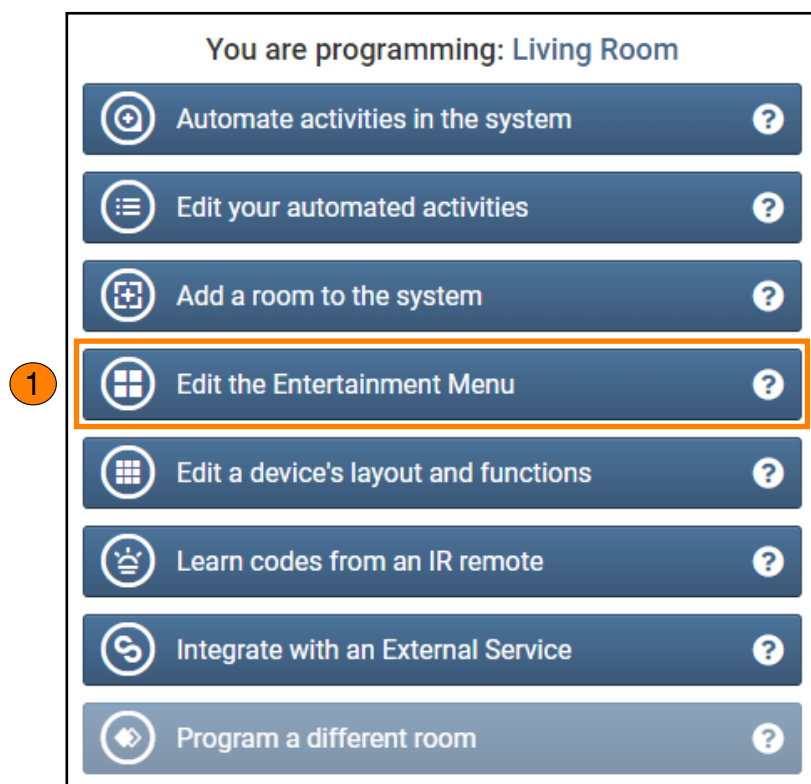 You are programming: Living Room
Automate activities in the system ?
Edit your automated activities ?
Add a room to the system ?
1 Edit the Entertainment Menu ?
Edit a device's layout and functions ?
Learn codes from an IR remote ?
Integrate with an External Service ?
Program a different room ?